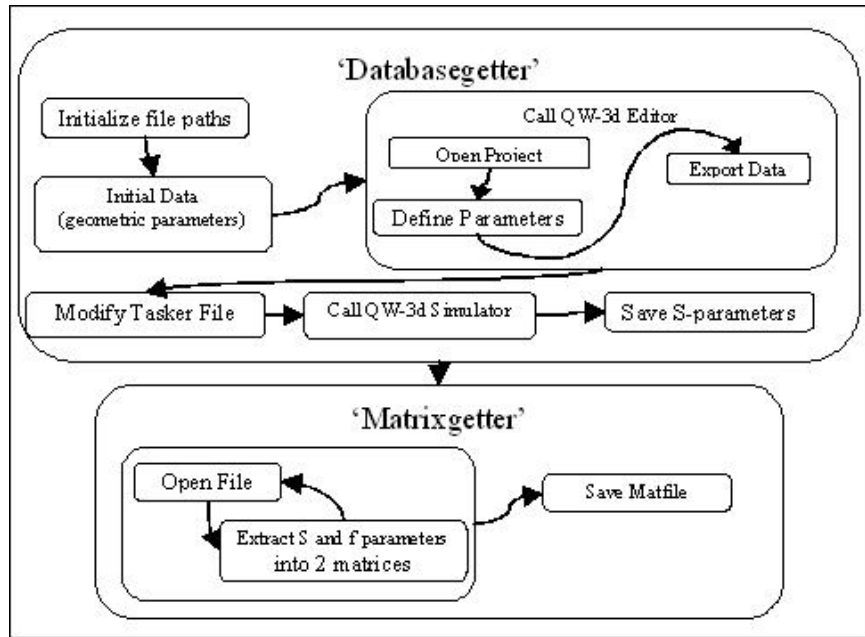 ‘Databasegetter’
Initialize file paths
Initial Data
(geometric parameters)
Call QW-3d Editor
Open Project
Define Parameters
Export Data
Modify Tasker File
Call QW-3d Simulator
Save S-parameters
‘Matrixgetter’
Open File
Extract S and f parameters
into 2 matrices
Save Matfile